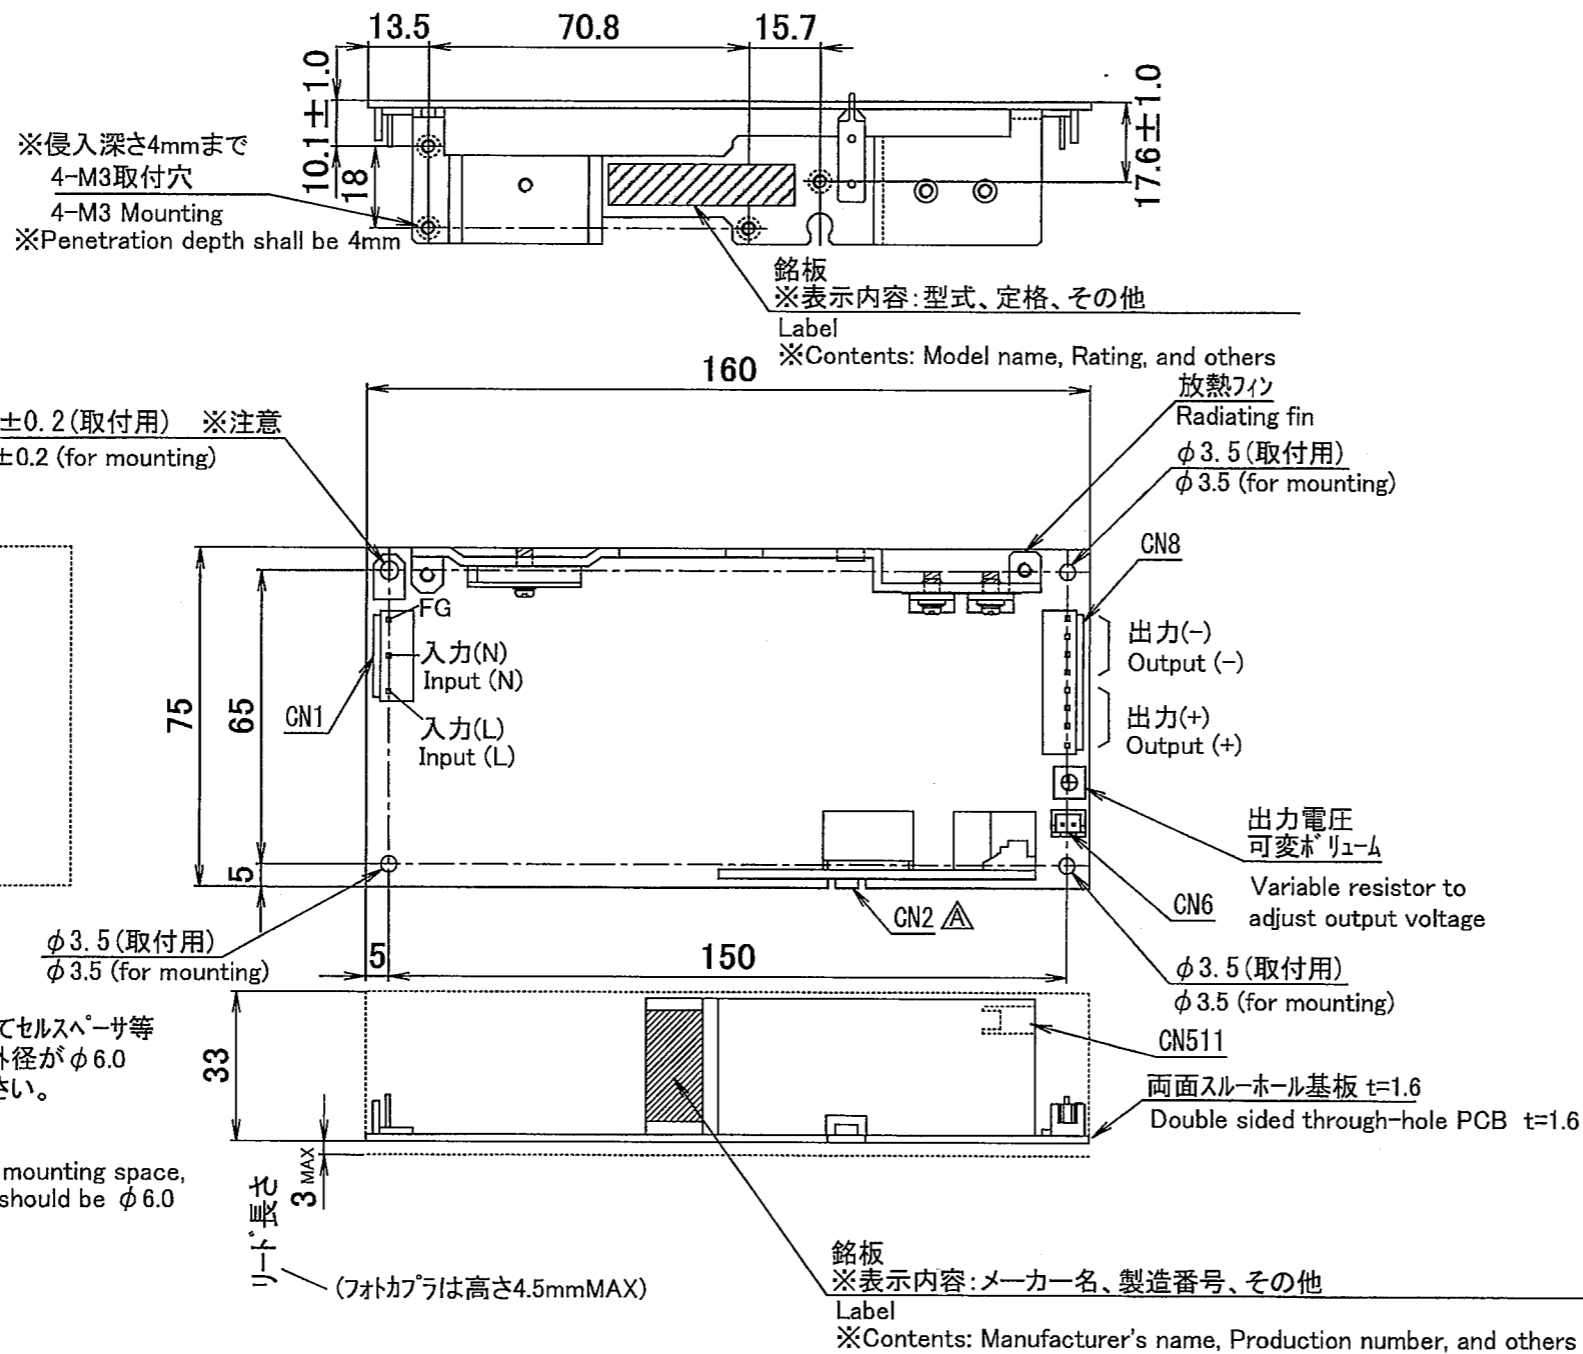 13.5
70.8
15.7
10.1±1.0
18
17.6±1.0
※侵入深さ4mmまで
4-M3取付穴
4-M3 Mounting
※Penetration depth shall be 4mm
銘板
※表示内容:型式、定格、その他
Label
※Contents: Model name, Rating, and others
160
放熱フィン
Radiating fin
±0.2(取付用) ※注意
±0.2 (for mounting)
φ3.5(取付用)
φ3.5 (for mounting)
CN8
FG
入力(N)
Input (N)
入力(L)
Input (L)
CN1
75
65
5
出力(-)
Output (-)
出力(+)
Output (+)
出力電圧
可変ボリューム
Variable resistor to
adjust output voltage
CN6
CN2 A
φ3.5(取付用)
φ3.5 (for mounting)
5
150
φ3.5(取付用)
φ3.5 (for mounting)
てセルスペーサ等
外径がφ6.0
さい。
33
CN511
両面スルーホール基板 t=1.6
Double sided through-hole PCB t=1.6
mounting space,
should be φ6.0
リード長さ
3 MAX
(フォトカプラは高さ4.5mmMAX)
銘板
※表示内容:メーカー名、製造番号、その他
Label
※Contents: Manufacturer's name, Production number, and others